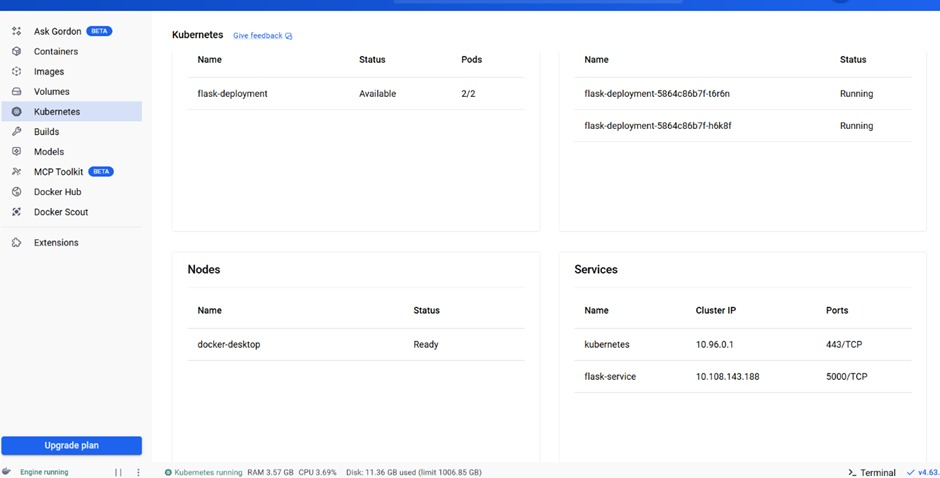 Ask Gordon BETA
Containers
Images
Volumes
Kubernetes
Builds
Models
MCP Toolkit BETA
Docker Hub
Docker Scout
Extensions
Upgrade plan
Kubernetes Give feedback
Name Status Pods
flask-deployment Available 2/2
Name Status
flask-deployment-5864c86b7f-t6r6n Running
flask-deployment-5864c86b7f-h6k8f Running
Nodes
Name Status
docker-desktop Ready
Services
Name Cluster IP Ports
kubernetes 10.96.0.1 443/TCP
flask-service 10.108.143.188 5000/TCP
Engine running Kubernetes running RAM 3.57 GB CPU 3.69% Disk: 11.36 GB used (limit 1006.85 GB) Terminal v4.63.